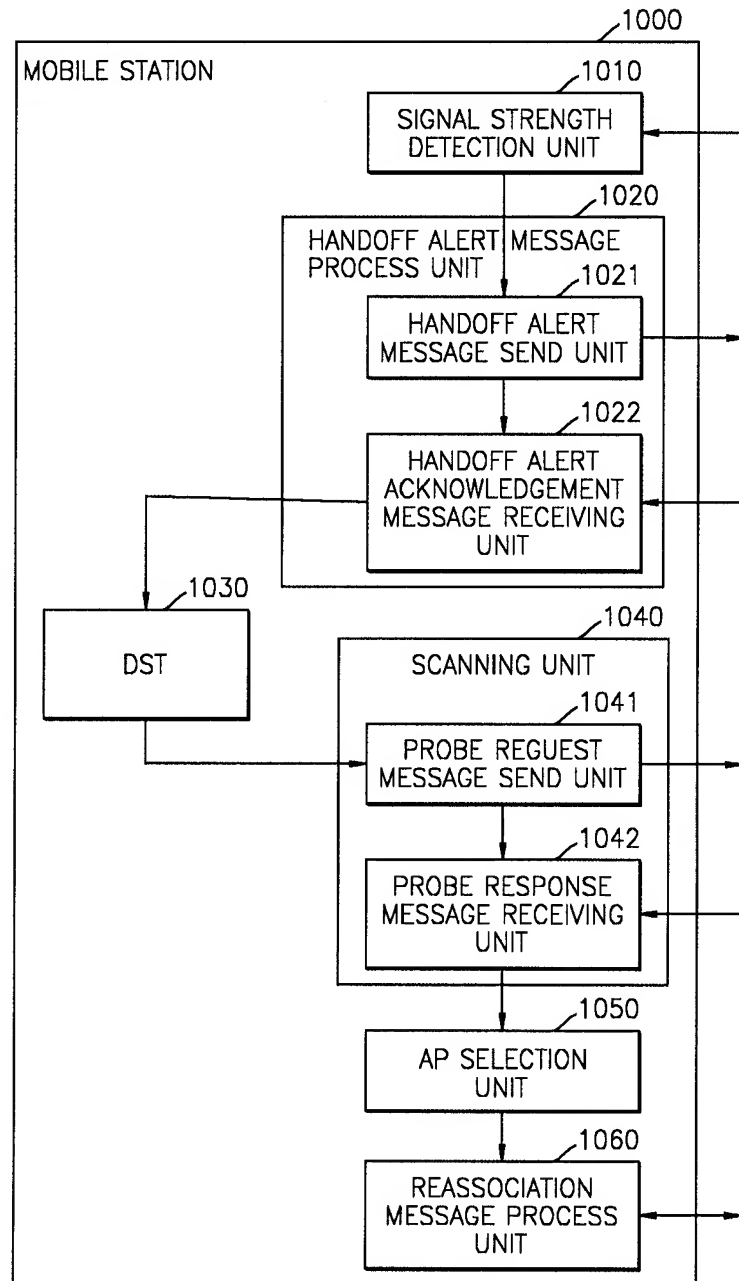 1000
MOBILE STATION
1010
SIGNAL STRENGTH
DETECTION UNIT
1020
HANDOFF ALERT MESSAGE
PROCESS UNIT
1021
HANDOFF ALERT
MESSAGE SEND UNIT
1022
HANDOFF ALERT
ACKNOWLEDGEMENT
MESSAGE RECEIVING
UNIT
1030
DST
1040
SCANNING UNIT
1041
PROBE REGUEST
MESSAGE SEND UNIT
1042
PROBE RESPONSE
MESSAGE RECEIVING
UNIT
1050
AP SELECTION
UNIT
1060
REASSOCIATION
MESSAGE PROCESS
UNIT